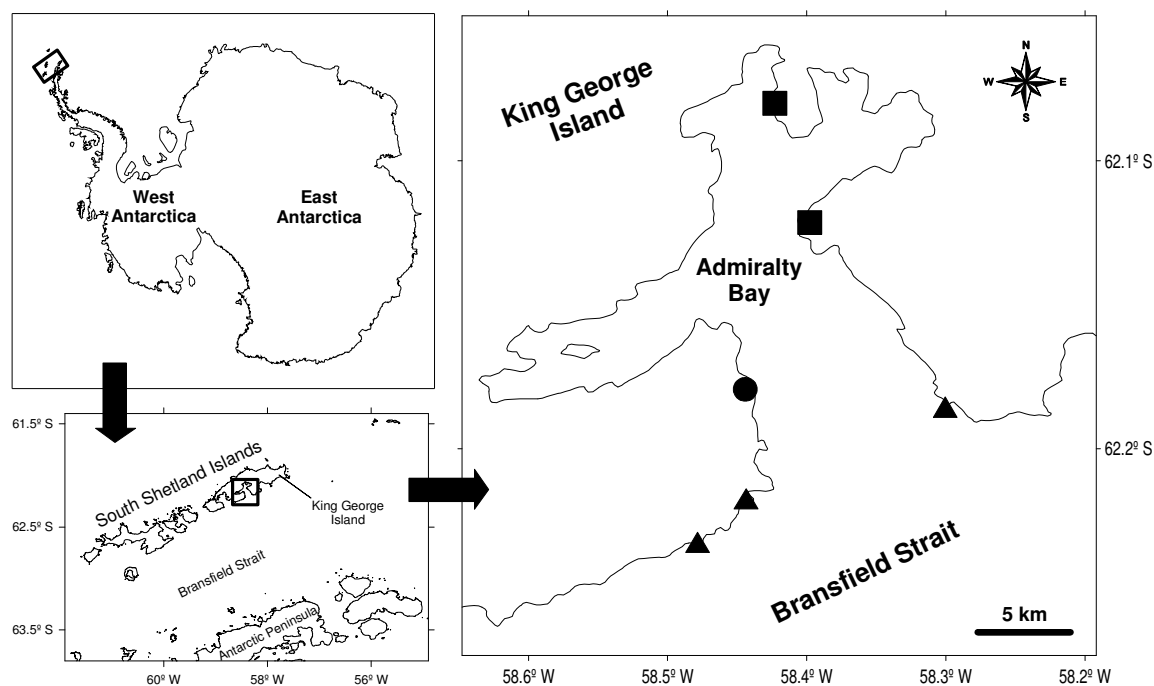 West
Antarctica
East
Antarctica
61.5º S
62.5º S
63.5º S
60º W
58º W
56º W
South Shetland Islands
King George
Island
Bransfield Strait
Antarctic Peninsula
King George
Island
N
W
E
S
Admiralty
Bay
Bransfield Strait
5 km
62.1º S
62.2º S
58.6º W
58.5º W
58.4º W
58.3º W
58.2º W